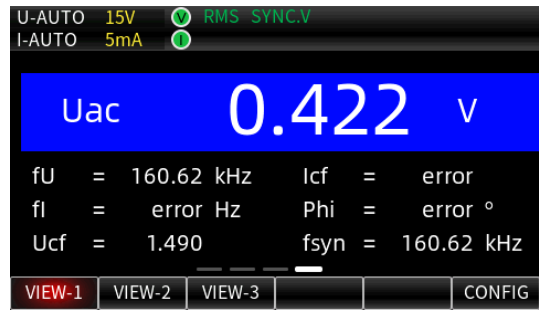 U-AUTO 15V V RMS SYNC.V
I-AUTO 5mA I
Uac 0.422 V
fU = 160.62 kHz Icf = error
fI = error Hz Phi = error °
Ucf = 1.490 fsyn = 160.62 kHz
VIEW-1 VIEW-2 VIEW-3 CONFIG